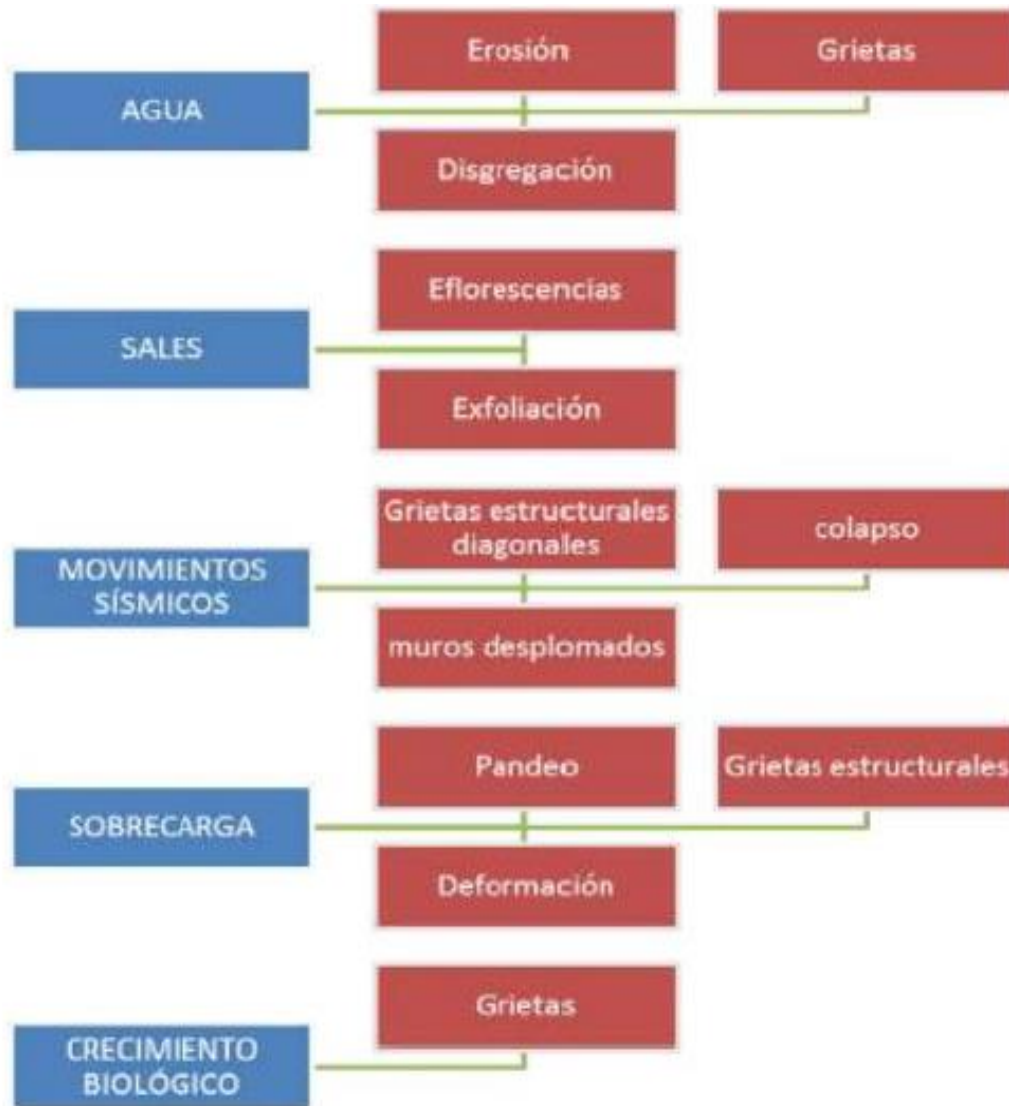 Erosión
Grietas
AGUA
Disgregación
Eflorescencias
SALES
Exfoliación
Grietas estructurales
diagonales
colapso
MOVIMIENTOS
SÍSMICOS
muros desplomados
Pandeo
Grietas estructurales
SOBRECARGA
Deformación
Grietas
CRECIMIENTO
BIOLÓGICO